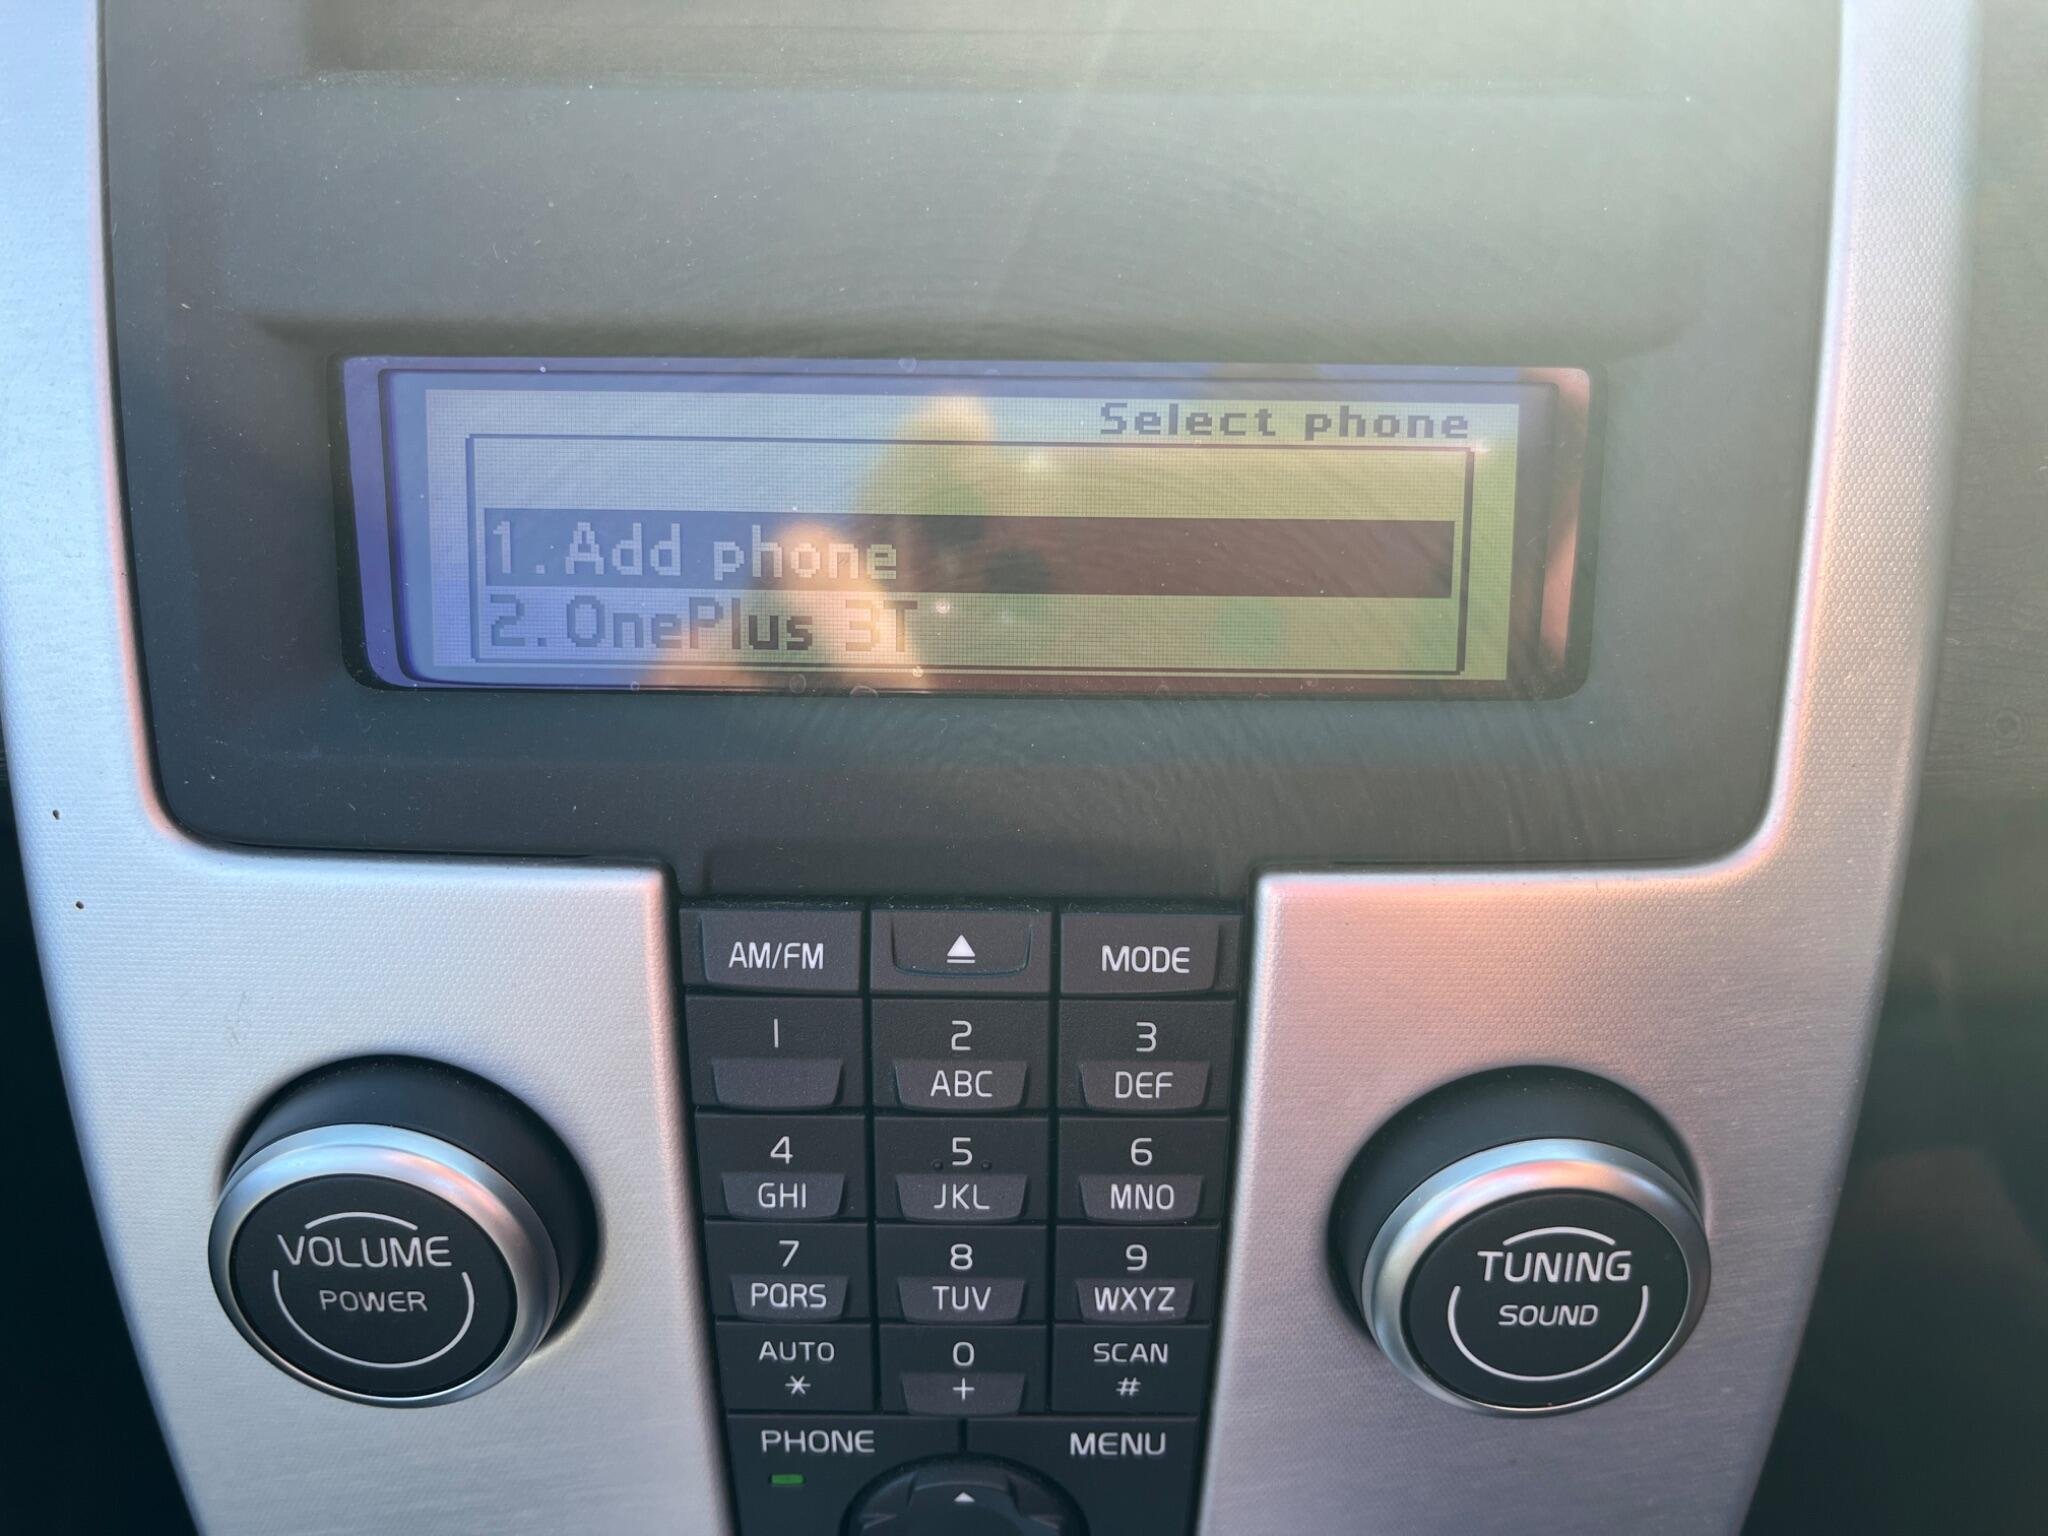 Select phone
1.Add phone
2.OnePlus 3T
AM/FM
MODE
1
2
3
ABC
DEF
4
5
6
GHI
JKL
MNO
7
8
9
PQRS
TUV
WXYZ
AUTO
0
SCAN
*
+
#
PHONE
MENU
VOLUME
POWER
TUNING
SOUND